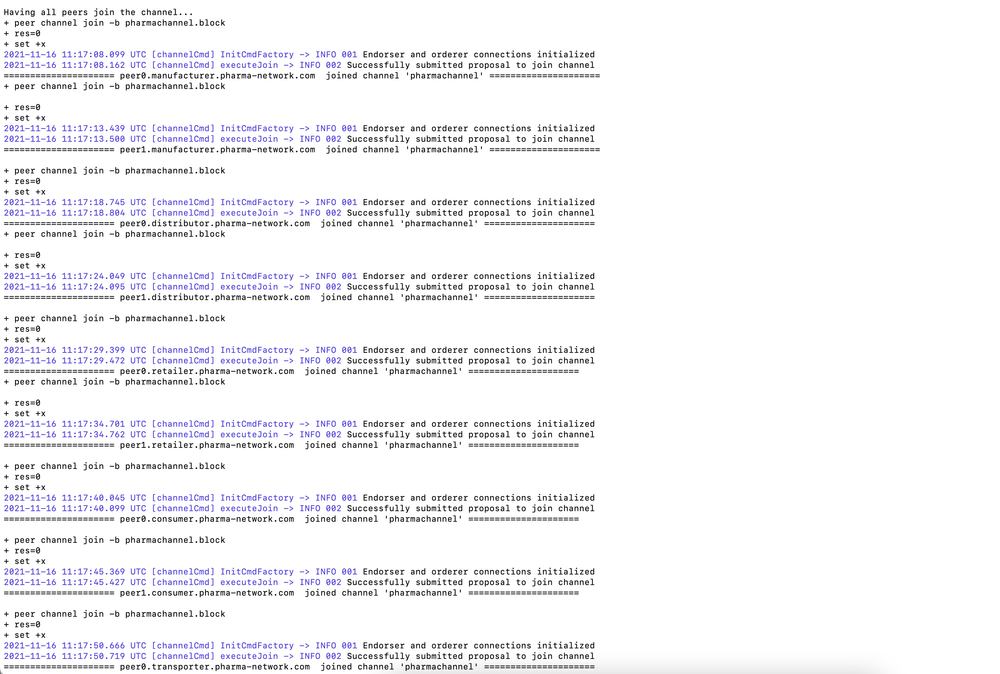 Having all peers join the channel...
+ peer channel join -b pharmachannel.block
+ res=0
+ set +x
2021-11-16 11:17:08.099 UTC [channelCmd] InitCmdFactory -> INFO 001 Endorser and orderer connections initialized
2021-11-16 11:17:08.162 UTC [channelCmd] executeJoin -> INFO 002 Successfully submitted proposal to join channel
===================== peer0.manufacturer.pharma-network.com  joined channel 'pharmachannel' =====================
+ peer channel join -b pharmachannel.block
+ res=0
+ set +x
2021-11-16 11:17:13.439 UTC [channelCmd] InitCmdFactory -> INFO 001 Endorser and orderer connections initialized
2021-11-16 11:17:13.500 UTC [channelCmd] executeJoin -> INFO 002 Successfully submitted proposal to join channel
===================== peer1.manufacturer.pharma-network.com  joined channel 'pharmachannel' =====================
+ peer channel join -b pharmachannel.block
+ res=0
+ set +x
2021-11-16 11:17:18.745 UTC [channelCmd] InitCmdFactory -> INFO 001 Endorser and orderer connections initialized
2021-11-16 11:17:18.804 UTC [channelCmd] executeJoin -> INFO 002 Successfully submitted proposal to join channel
===================== peer0.distributor.pharma-network.com  joined channel 'pharmachannel' =====================
+ peer channel join -b pharmachannel.block
+ res=0
+ set +x
2021-11-16 11:17:24.049 UTC [channelCmd] InitCmdFactory -> INFO 001 Endorser and orderer connections initialized
2021-11-16 11:17:24.095 UTC [channelCmd] executeJoin -> INFO 002 Successfully submitted proposal to join channel
===================== peer1.distributor.pharma-network.com  joined channel 'pharmachannel' =====================
+ peer channel join -b pharmachannel.block
+ res=0
+ set +x
2021-11-16 11:17:29.399 UTC [channelCmd] InitCmdFactory -> INFO 001 Endorser and orderer connections initialized
2021-11-16 11:17:29.472 UTC [channelCmd] executeJoin -> INFO 002 Successfully submitted proposal to join channel
===================== peer0.retailer.pharma-network.com  joined channel 'pharmachannel' =====================
+ peer channel join -b pharmachannel.block
+ res=0
+ set +x
2021-11-16 11:17:34.701 UTC [channelCmd] InitCmdFactory -> INFO 001 Endorser and orderer connections initialized
2021-11-16 11:17:34.762 UTC [channelCmd] executeJoin -> INFO 002 Successfully submitted proposal to join channel
===================== peer1.retailer.pharma-network.com  joined channel 'pharmachannel' =====================
+ peer channel join -b pharmachannel.block
+ res=0
+ set +x
2021-11-16 11:17:40.045 UTC [channelCmd] InitCmdFactory -> INFO 001 Endorser and orderer connections initialized
2021-11-16 11:17:40.099 UTC [channelCmd] executeJoin -> INFO 002 Successfully submitted proposal to join channel
===================== peer0.consumer.pharma-network.com  joined channel 'pharmachannel' =====================
+ peer channel join -b pharmachannel.block
+ res=0
+ set +x
2021-11-16 11:17:45.369 UTC [channelCmd] InitCmdFactory -> INFO 001 Endorser and orderer connections initialized
2021-11-16 11:17:45.427 UTC [channelCmd] executeJoin -> INFO 002 Successfully submitted proposal to join channel
===================== peer1.consumer.pharma-network.com  joined channel 'pharmachannel' =====================
+ peer channel join -b pharmachannel.block
+ res=0
+ set +x
2021-11-16 11:17:50.666 UTC [channelCmd] InitCmdFactory -> INFO 001 Endorser and orderer connections initialized
2021-11-16 11:17:50.719 UTC [channelCmd] executeJoin -> INFO 002 Successfully submitted proposal to join channel
===================== peer0.transporter.pharma-network.com  joined channel 'pharmachannel' =====================